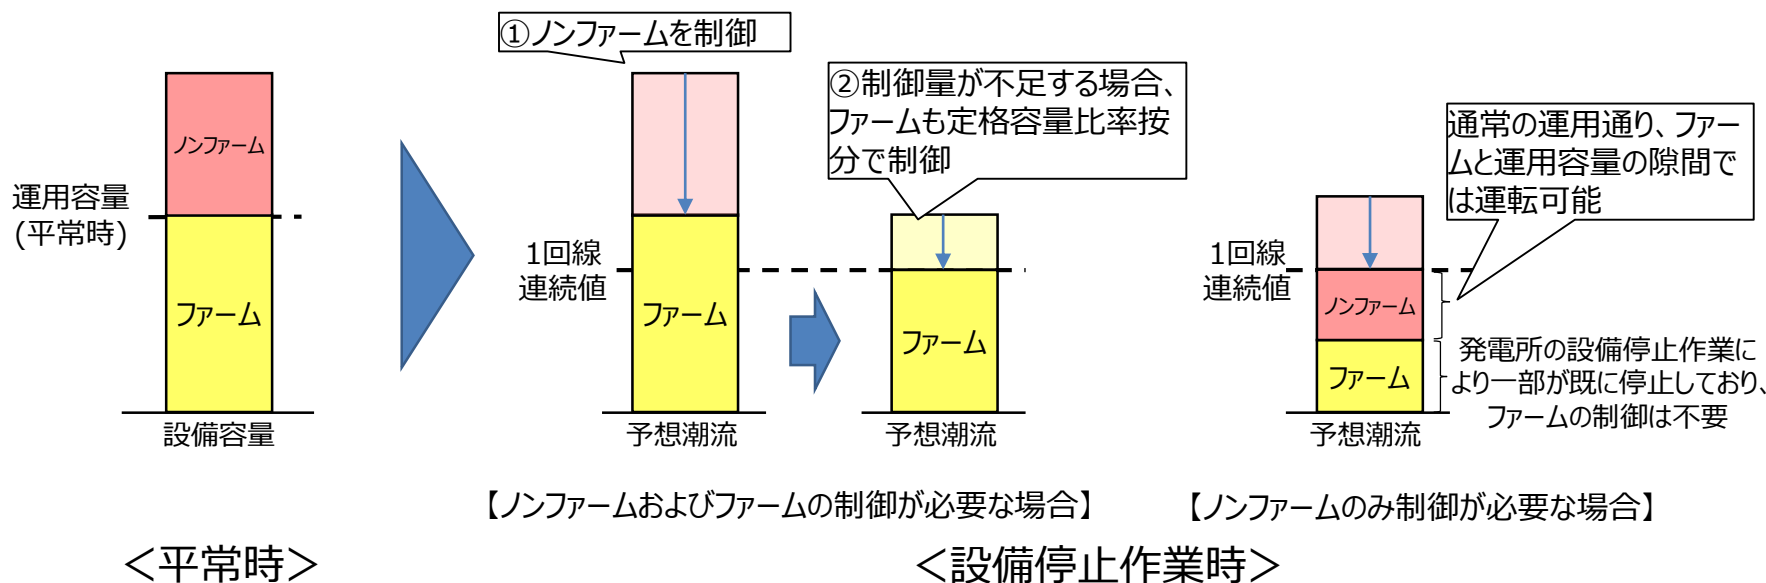 ①ノンファームを制御
②制御量が不足する場合、
ファームも定格容量比率按
分で制御
通常の運用通り、ファー
ムと運用容量の隙間で
は運転可能
ノンファーム
運用容量
(平常時)
ファーム
設備容量
1回線
連続値
ファーム
予想潮流
ファーム
予想潮流
1回線
連続値
ノンファーム
ファーム
予想潮流
発電所の設備停止作業に
より一部が既に停止しており、
ファームの制御は不要
【ノンファームおよびファームの制御が必要な場合】
【ノンファームのみ制御が必要な場合】
＜平常時＞
＜設備停止作業時＞